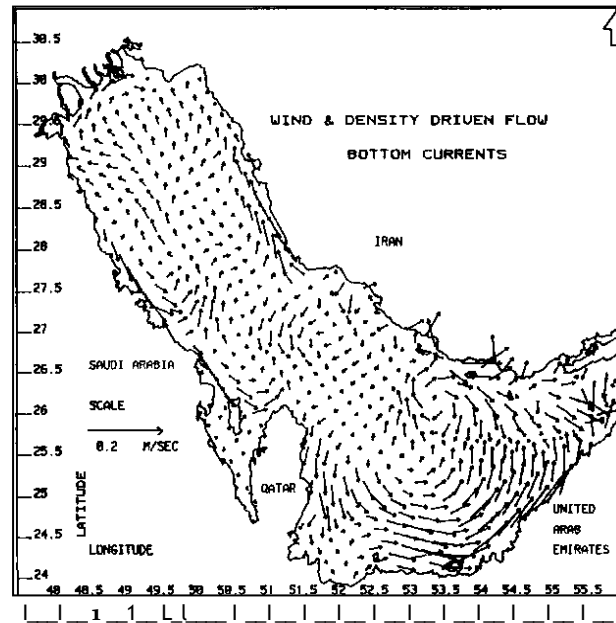 30.5
30
29.5
29
28.5
28
27.5
27
26.5
26
25.5
25
24.5
24
WIND & DENSITY DRIVEN FLOW
BOTTOM CURRENTS
IRAN
SAUDI ARABIA
SCALE
0.2 M/SEC
QATAR
LATITUDE
LONGITUDE
UNITED
ARAB
EMIRATES
48 48.5 49 49.5 50 50.5 51 51.5 52 52.5 53 53.5 54 54.5 55 55.5